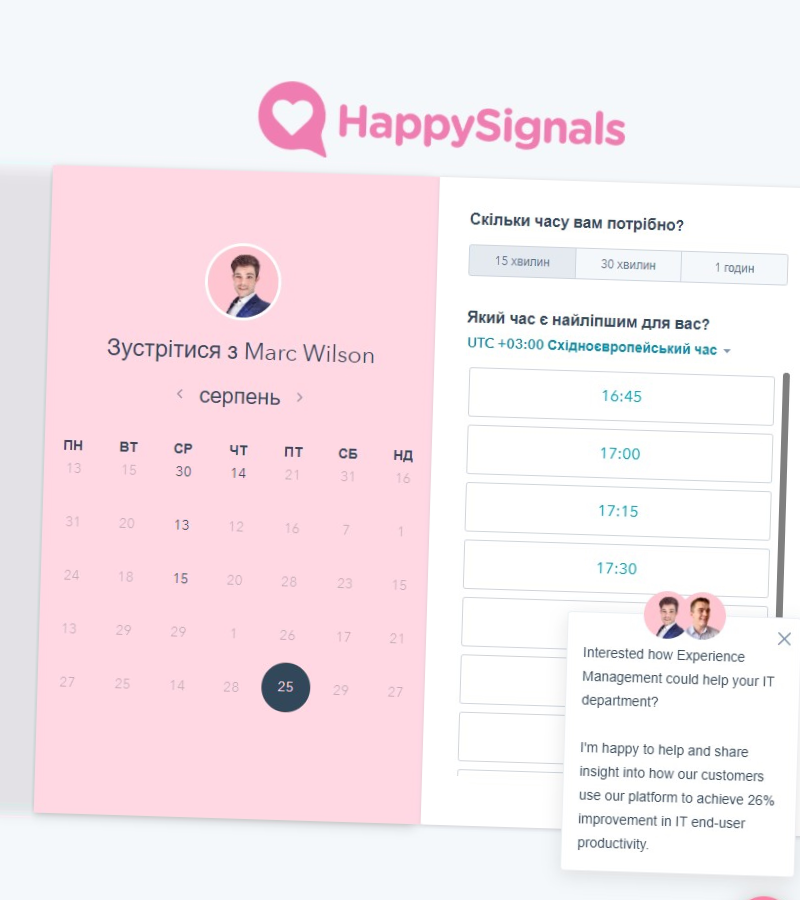 HappySignals
Зустрітися з Marc Wilson
серпень
ПН ВТ СР ЧТ ПТ СБ НД
13 15 30 14 21 31 16
31 20 13 12 16 7 1
24 18 15 20 28 23 15
13 29 29 1 26 17 21
27 25 14 28 25 29 27
Скільки часу вам потрібно?
15 хвилин 30 хвилин 1 годин
Який час є найліпшим для вас?
UTC +03:00 Східноєвропейський час
16:45
17:00
17:15
17:30
Interested how Experience
Management could help your IT
department?
I'm happy to help and share
insight into how our customers
use our platform to achieve 26%
improvement in IT end-user
productivity.